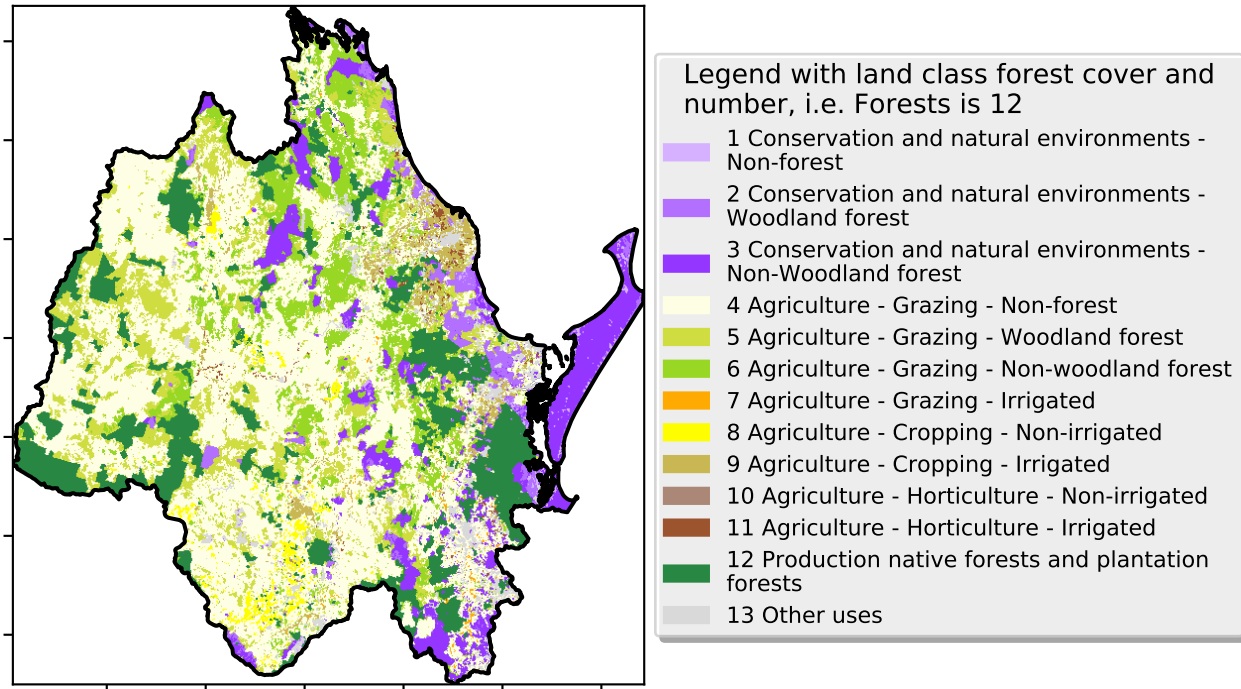 Legend with land class forest cover and
number, i.e. Forests is 12
1 Conservation and natural environments -
Non-forest
2 Conservation and natural environments -
Woodland forest
3 Conservation and natural environments -
Non-Woodland forest
4 Agriculture - Grazing - Non-forest
5 Agriculture - Grazing - Woodland forest
6 Agriculture - Grazing - Non-woodland forest
7 Agriculture - Grazing - Irrigated
8 Agriculture - Cropping - Non-irrigated
9 Agriculture - Cropping - Irrigated
10 Agriculture - Horticulture - Non-irrigated
11 Agriculture - Horticulture - Irrigated
12 Production native forests and plantation
forests
13 Other uses